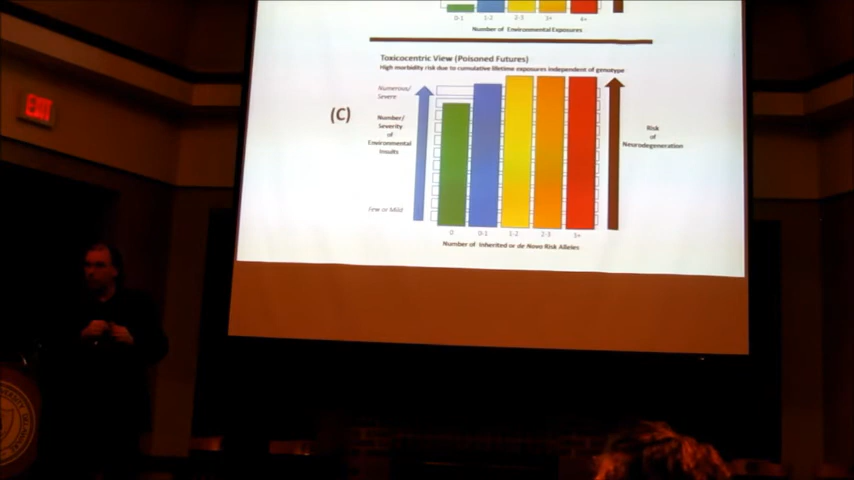 0-1 1-2 2-3 3+ 4+
Number of Environmental Exposures
Toxicocentric View (Poisoned Futures)
High morbidity risk due to cumulative lifetime exposures independent of genotype
(C)
Numerous/
Severe
Number/
Severity
of
Environmental
Insults
Few or Mild
Risk
of
Neurodegeneration
0 0-1 1-2 2-3 3+
Number of Inherited or de Novo Risk Alleles
EXIT